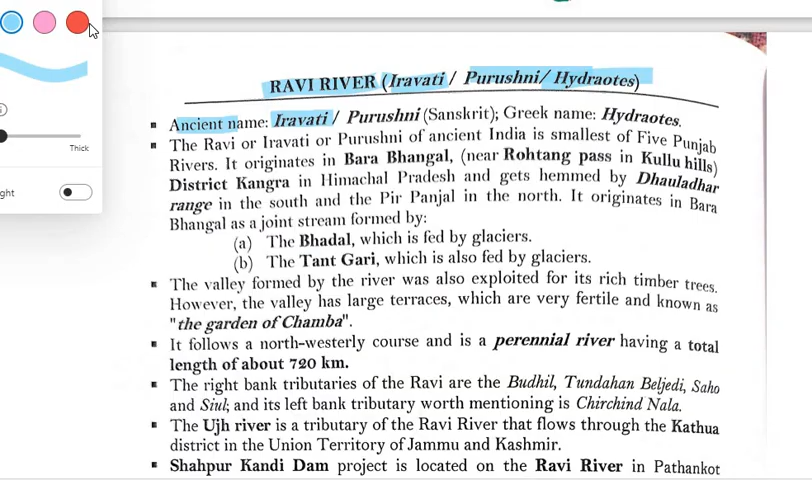 RAVI RIVER (Iravati / Purushni/ Hydraotes)
Ancient name: Iravati / Purushni (Sanskrit); Greek name: Hydraotes.
The Ravi or Iravati or Purushni of ancient India is smallest of Five Punjab
Rivers. It originates in Bara Bhangal, (near Rohtang pass in Kullu hills)
District Kangra in Himachal Pradesh and gets hemmed by Dhauladhar
range in the south and the Pir Panjal in the north. It originates in Bara
Bhangal as a joint stream formed by:
(a) The Bhadal, which is fed by glaciers.
(b) The Tant Gari, which is also fed by glaciers.
Thick
ght
The valley formed by the river was also exploited for its rich timber trees.
However, the valley has large terraces, which are very fertile and known as
"the garden of Chamba".
It follows a north-westerly course and is a perennial river having a total
length of about 720 km.
The right bank tributaries of the Ravi are the Budhil, Tundahan Beljedi, Saho
and Siul; and its left bank tributary worth mentioning is Chirchind Nala.
The Ujh river is a tributary of the Ravi River that flows through the Kathua
district in the Union Territory of Jammu and Kashmir.
Shahpur Kandi Dam project is located on the Ravi River in Pathankot